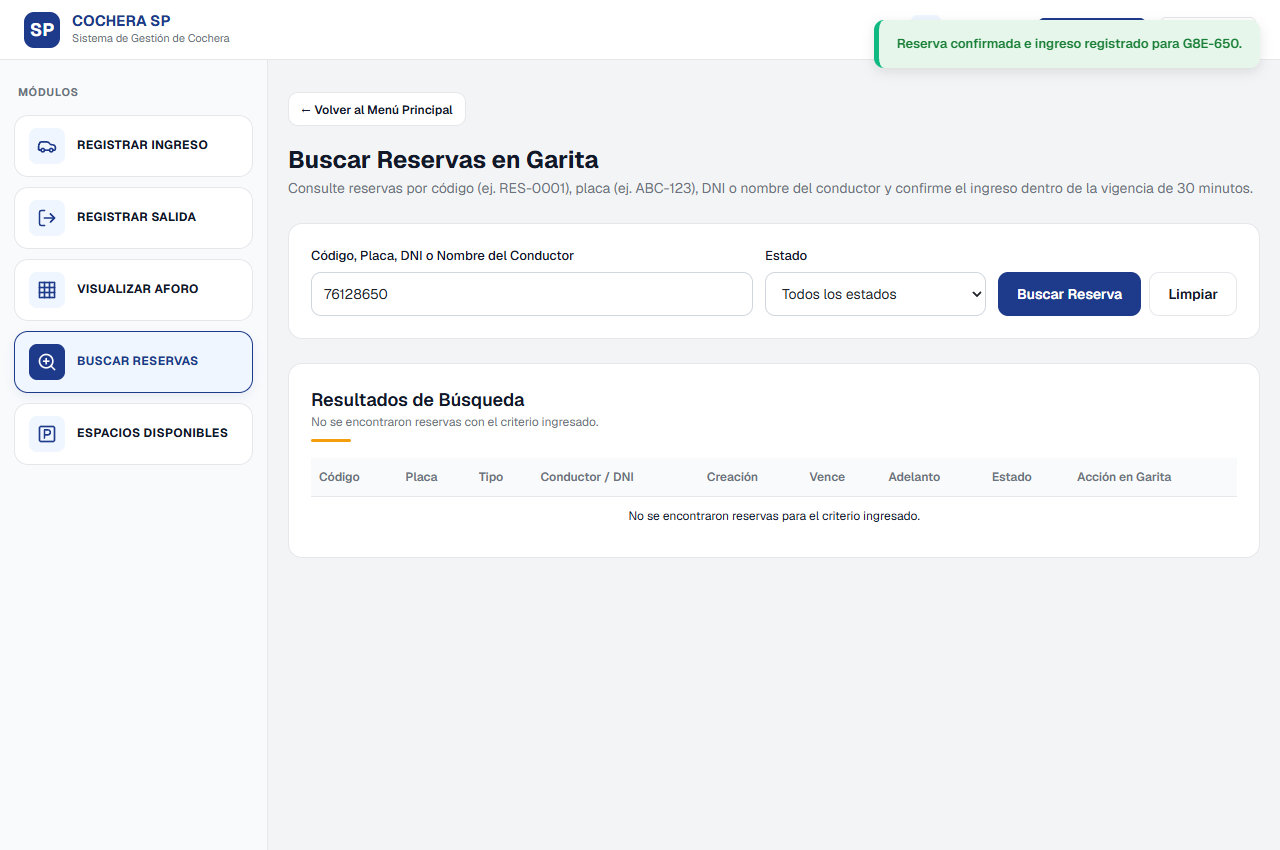 SP
COCHERA SP
Sistema de Gestión de Cochera
Reserva confirmada e ingreso registrado para G8E-650.
MÓDULOS
REGISTRAR INGRESO
REGISTRAR SALIDA
VISUALIZAR AFORO
BUSCAR RESERVAS
P
ESPACIOS DISPONIBLES
← Volver al Menú Principal
Buscar Reservas en Garita
Consulte reservas por código (ej. RES-0001), placa (ej. ABC-123), DNI o nombre del conductor y confirme el ingreso dentro de la vigencia de 30 minutos.
Código, Placa, DNI o Nombre del Conductor
Estado
76128650
Todos los estados
Buscar Reserva
Limpiar
Resultados de Búsqueda
No se encontraron reservas con el criterio ingresado.
Código Placa Tipo Conductor / DNI Creación Vence Adelanto Estado Acción en Garita
No se encontraron reservas para el criterio ingresado.